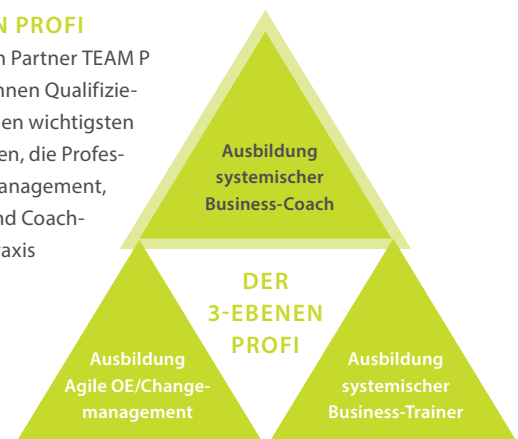 N PROFI
n Partner TEAM P
nnen Qualifizie-
en wichtigsten
en, die Profes-
anagement,
nd Coach-
raxis
Ausbildung
systemischer
Business-Coach
DER
3-EBENEN
PROFI
Ausbildung
Agile OE/Change-
management
Ausbildung
systemischer
Business-Trainer